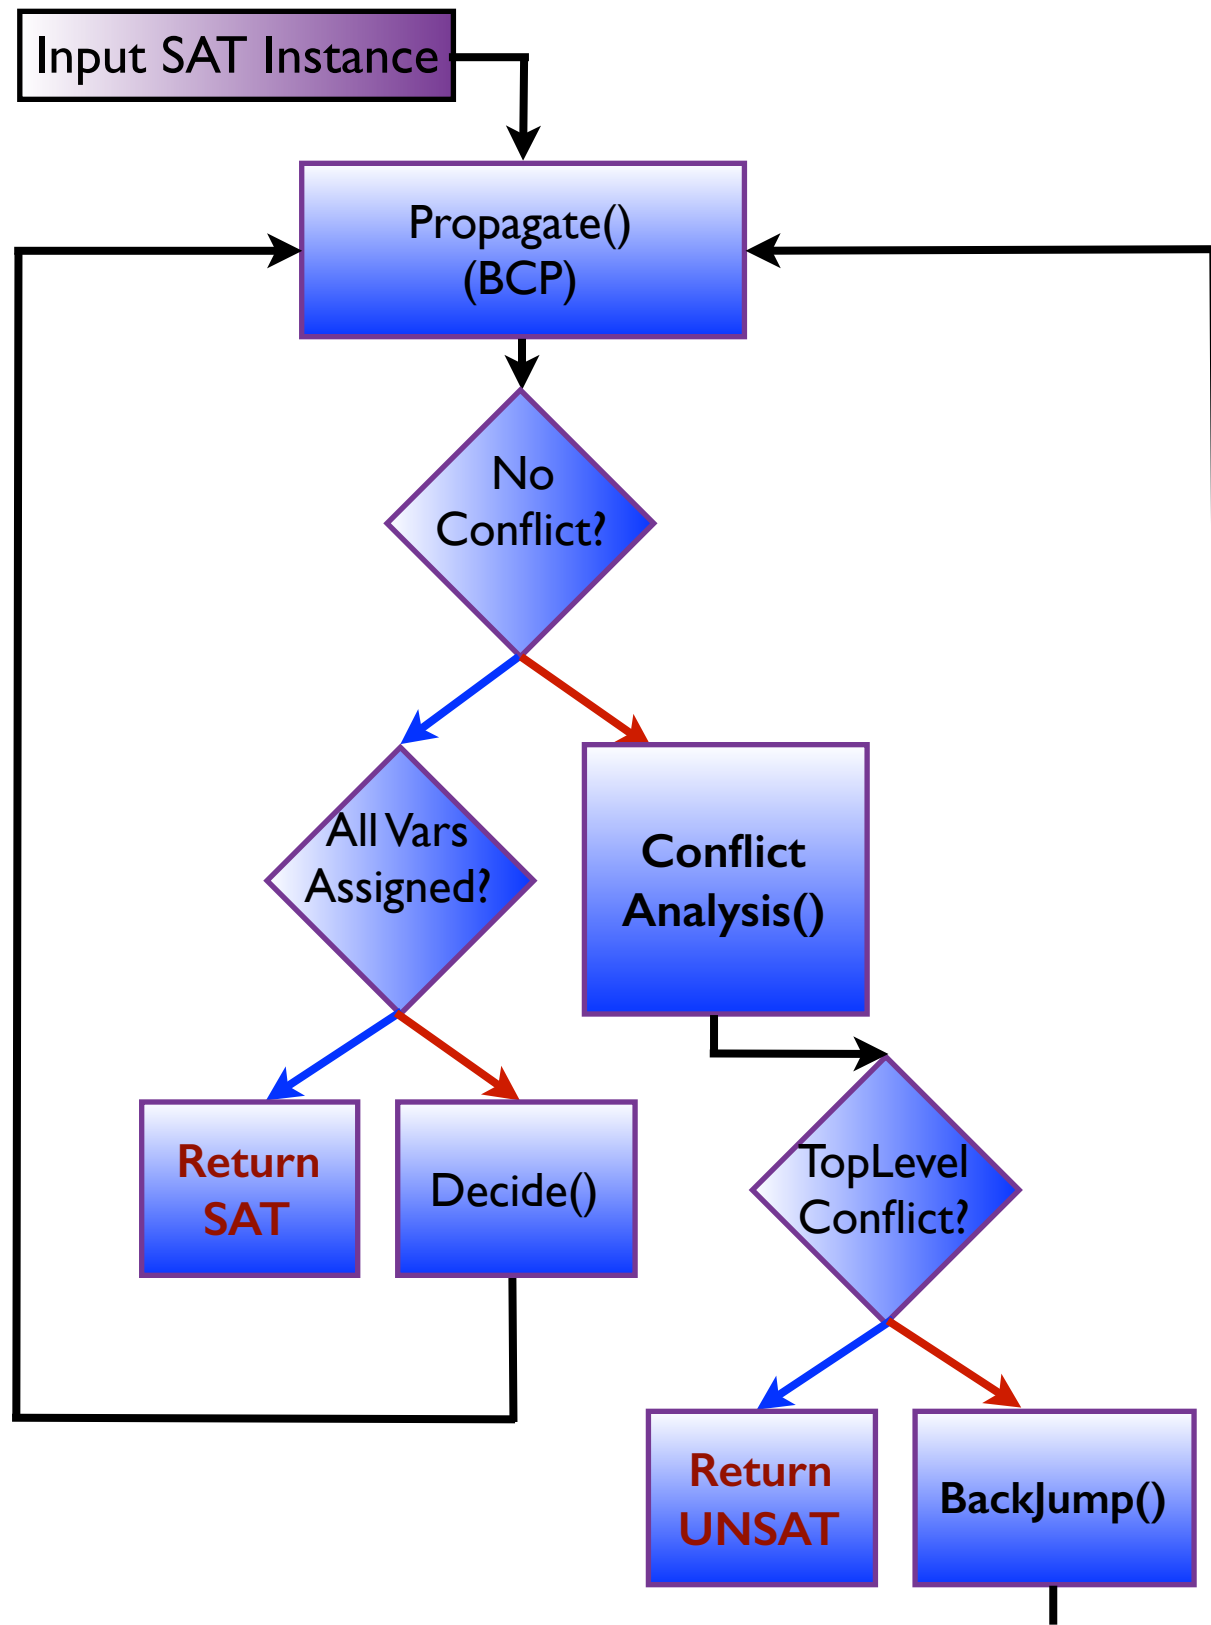 Input SAT Instance
Propagate()
(BCP)
No
Conflict?
All Vars
Assigned?
Conflict
Analysis()
Return
SAT
Decide()
TopLevel
Conflict?
Return
UNSAT
BackJump()